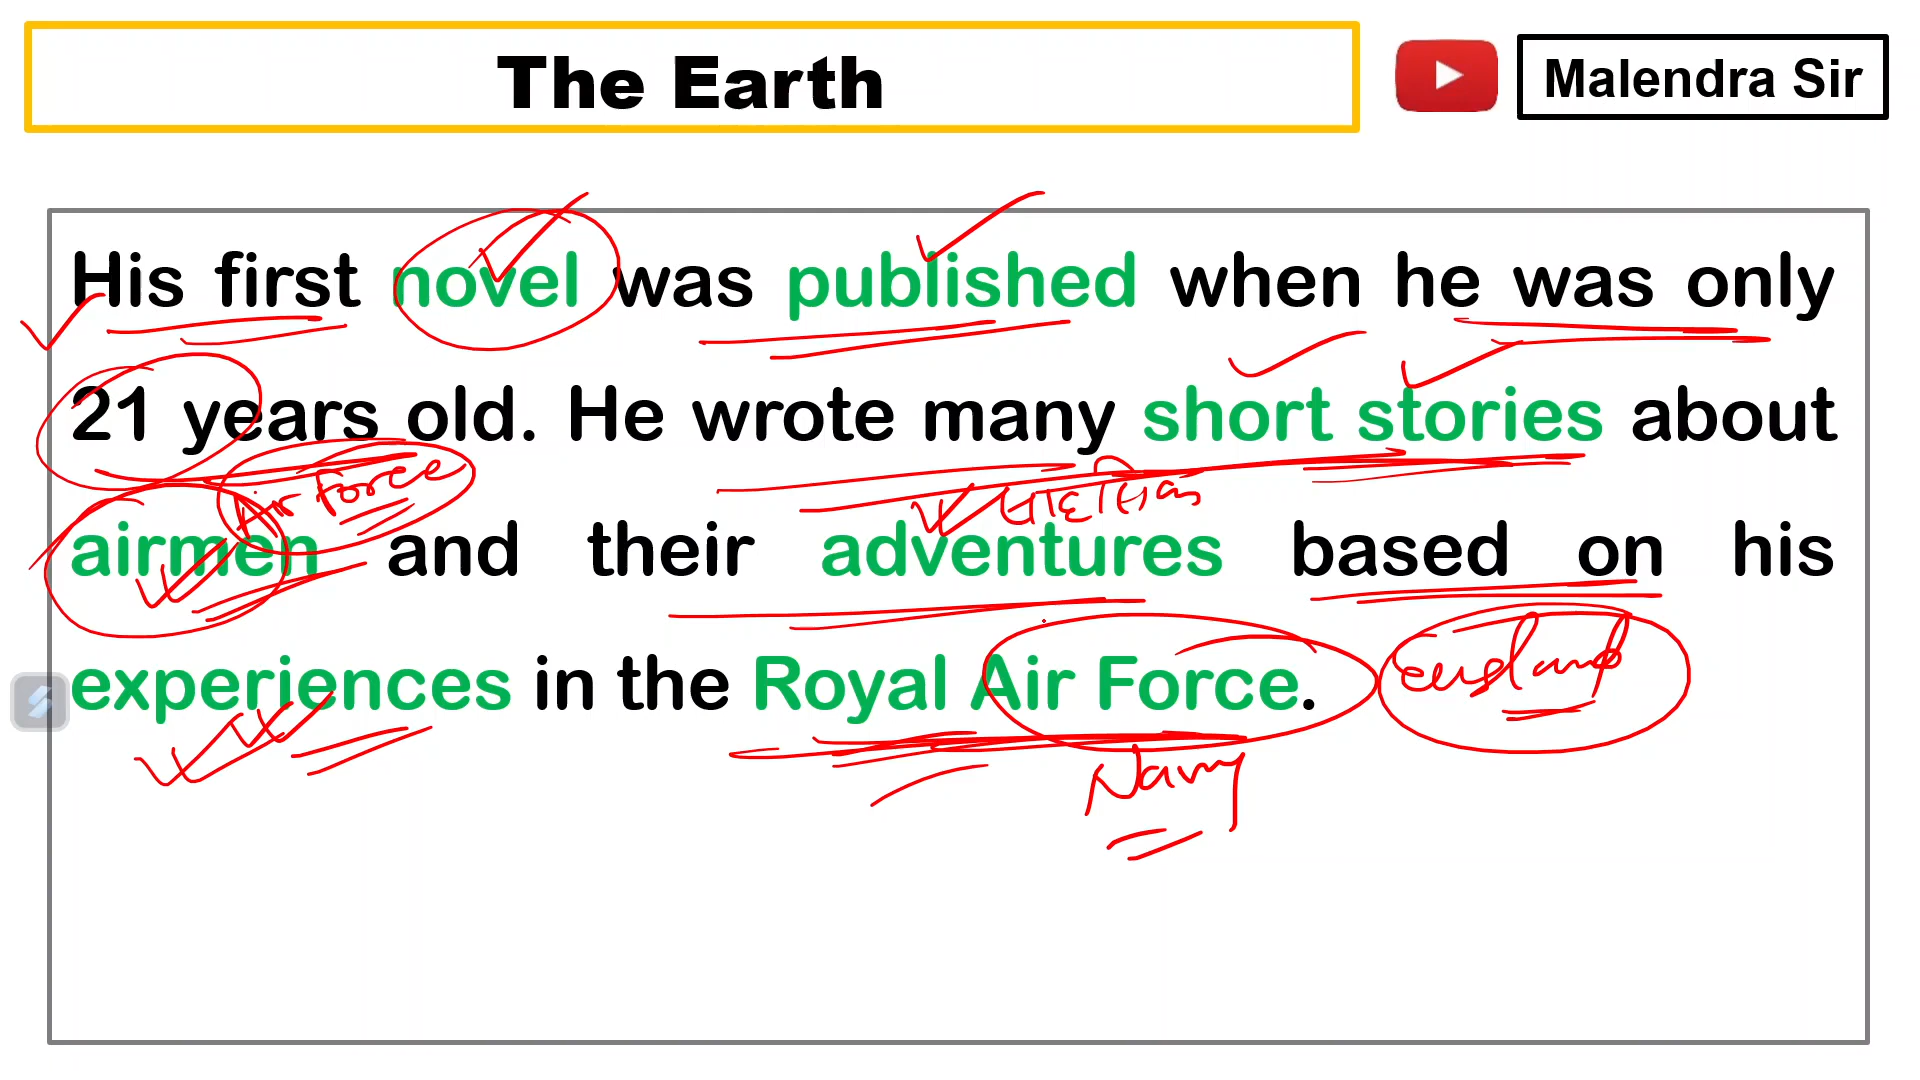 The Earth
Malendra Sir
His first novel was published when he was only
21 years old. He wrote many short stories about
Air Force
airmen and their adventures based on his
experiences in the Royal Air Force.
england
Navy